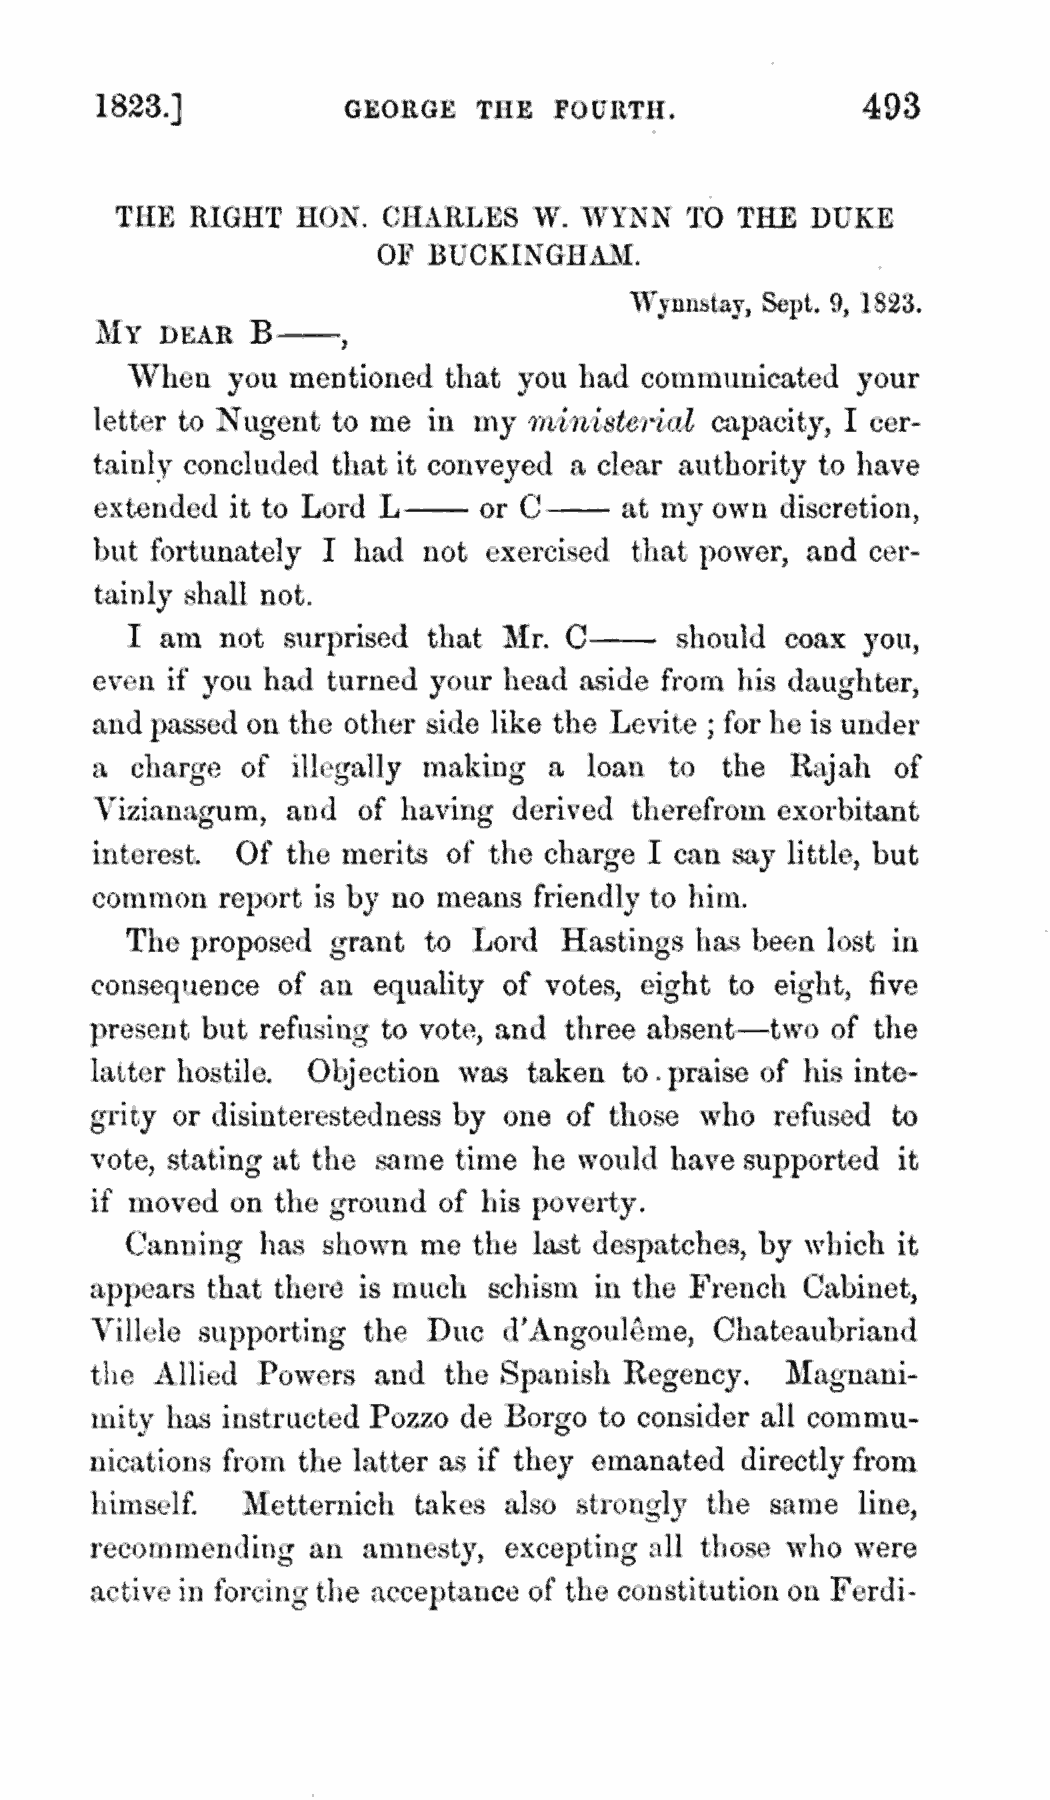 1823.] GEORGE THE FOURTH. 493
THE RIGHT HON. CHARLES W. WYNN TO THE DUKE
OF BUCKINGHAM.
Wynnstay, Sept. 9, 1823.
MY DEAR B——,
When you mentioned that you had communicated your
letter to Nugent to me in my ministerial capacity, I cer-
tainly concluded that it conveyed a clear authority to have
extended it to Lord L—— or C—— at my own discretion,
but fortunately I had not exercised that power, and cer-
tainly shall not.
I am not surprised that Mr. C—— should coax you,
even if you had turned your head aside from his daughter,
and passed on the other side like the Levite ; for he is under
a charge of illegally making a loan to the Rajah of
Vizianagum, and of having derived therefrom exorbitant
interest. Of the merits of the charge I can say little, but
common report is by no means friendly to him.
The proposed grant to Lord Hastings has been lost in
consequence of an equality of votes, eight to eight, five
present but refusing to vote, and three absent—two of the
latter hostile. Objection was taken to praise of his inte-
grity or disinterestedness by one of those who refused to
vote, stating at the same time he would have supported it
if moved on the ground of his poverty.
Canning has shown me the last despatches, by which it
appears that there is much schism in the French Cabinet,
Villele supporting the Duc d'Angoulême, Chateaubriand
the Allied Powers and the Spanish Regency. Magnani-
mity has instructed Pozzo de Borgo to consider all commu-
nications from the latter as if they emanated directly from
himself. Metternich takes also strongly the same line,
recommending an amnesty, excepting all those who were
active in forcing the acceptance of the constitution on Ferdi-